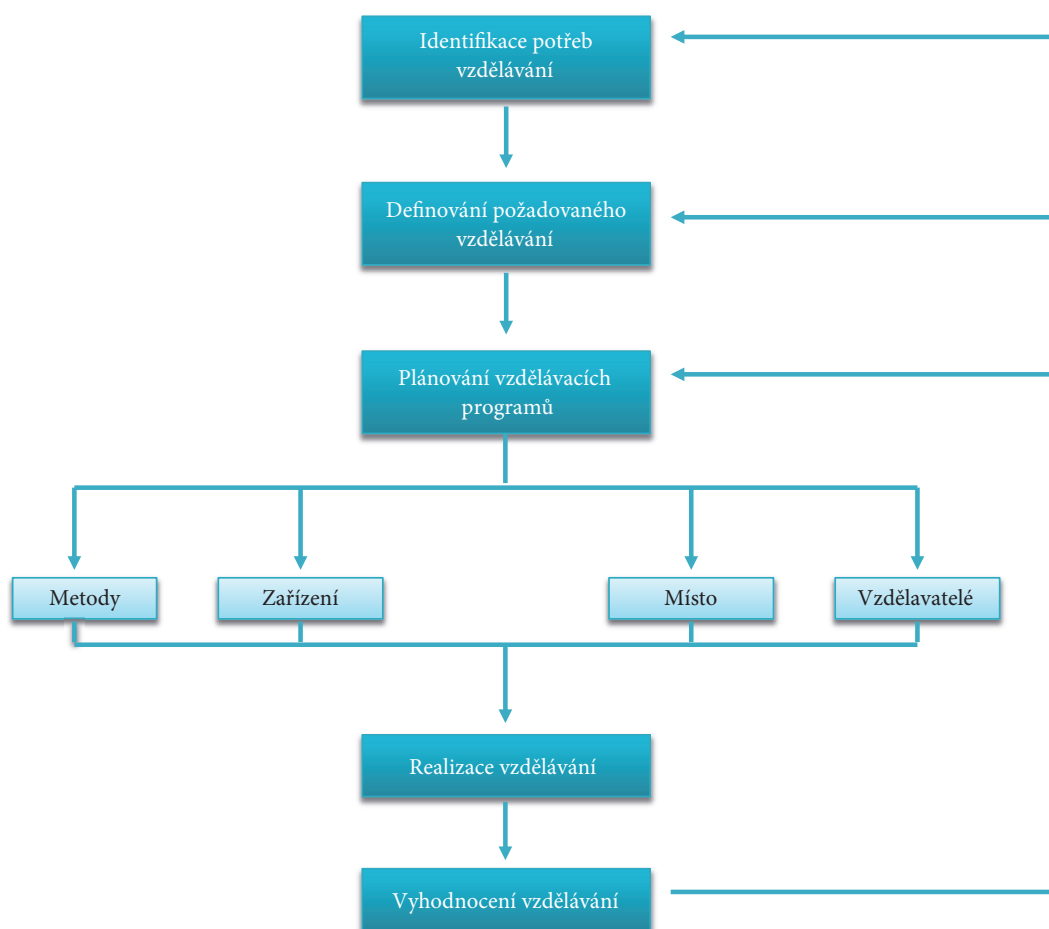 Identifikace potřeb
vzdělávání
Definování požadovaného
vzdělávání
Plánování vzdělávacích
programů
Metody
Zařízení
Místo
Vzdělavatelé
Realizace vzdělávání
Vyhodnocení vzdělávání